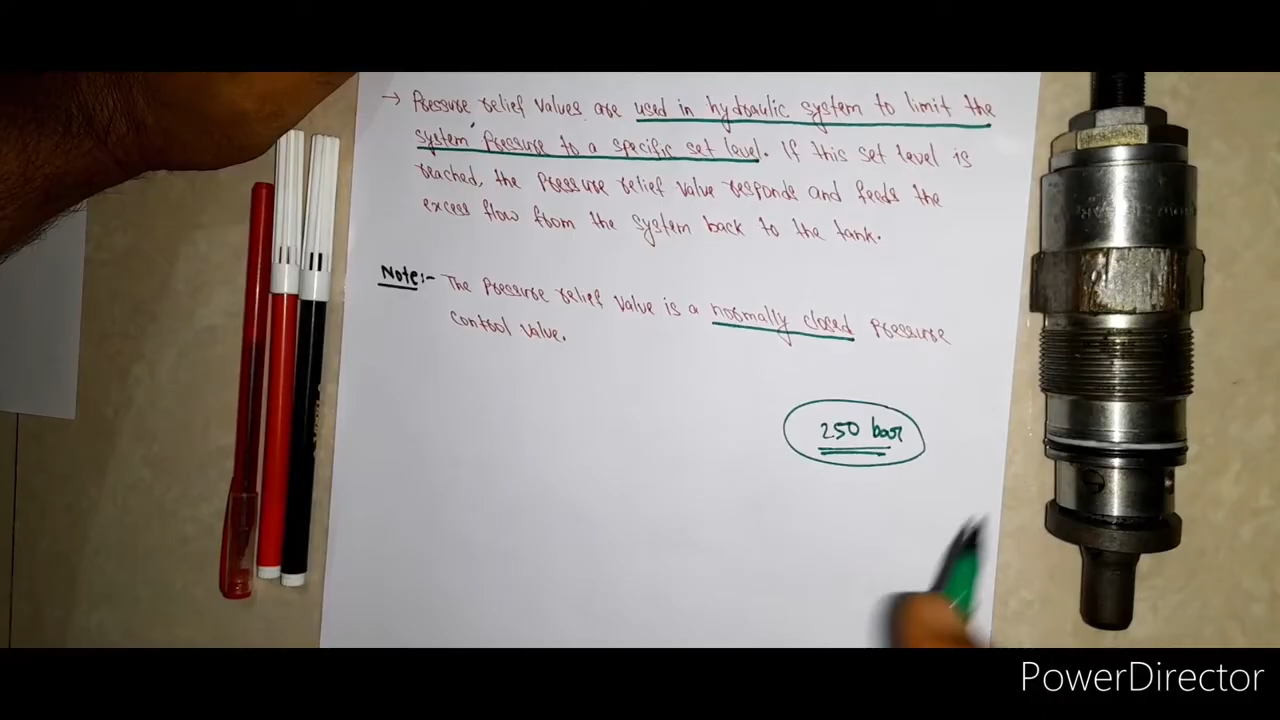 → Pressure relief valves are used in hydraulic system to limit the
system pressure to a specific set level. If this set level is
reached, the pressure relief valve responds and feeds the
excess flow from the system back to the tank.
Note:- The pressure relief valve is a normally closed pressure
control valve.
250 bar
PowerDirector